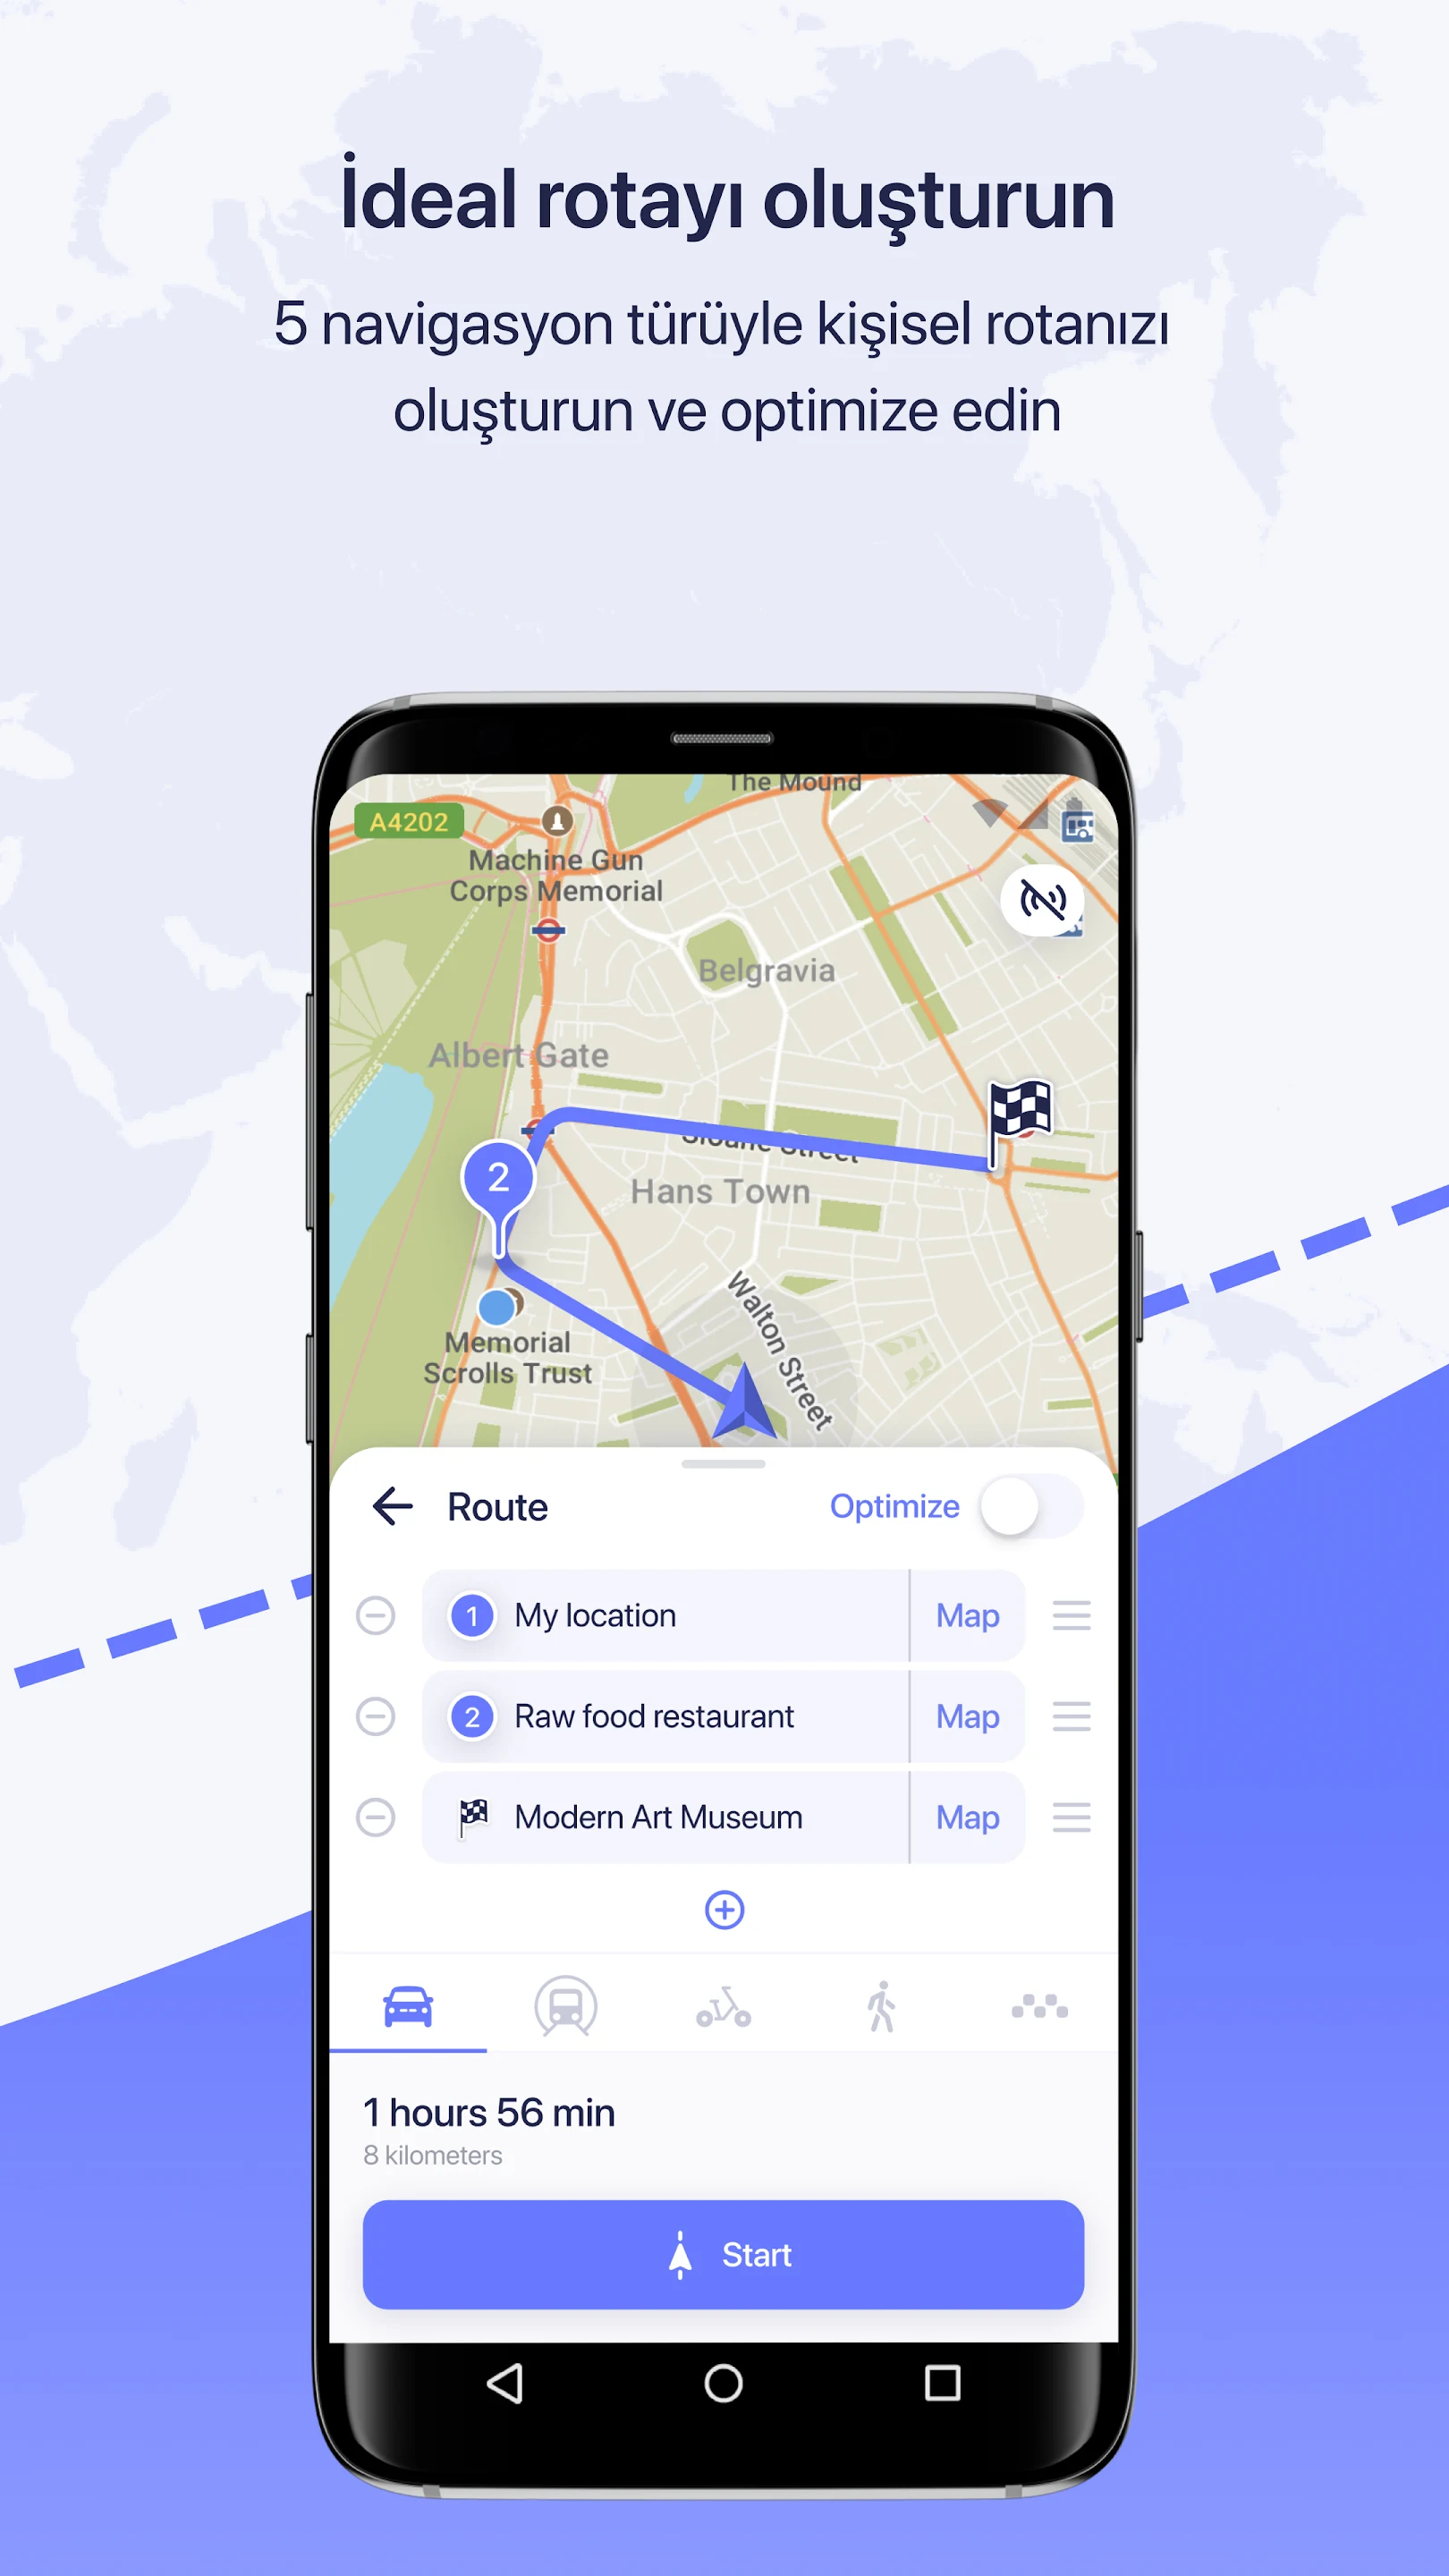 İdeal rotayı oluşturun
5 navigasyon türüyle kişisel rotanızı
oluşturun ve optimize edin
The Mound
A4202
Machine Gun
Corps Memorial
Belgravia
Albert Gate
Sloane Street
2
Hans Town
Walton Street
Memorial
Scrolls Trust
Route
Optimize
1 My location Map
2 Raw food restaurant Map
Modern Art Museum Map
1 hours 56 min
8 kilometers
Start